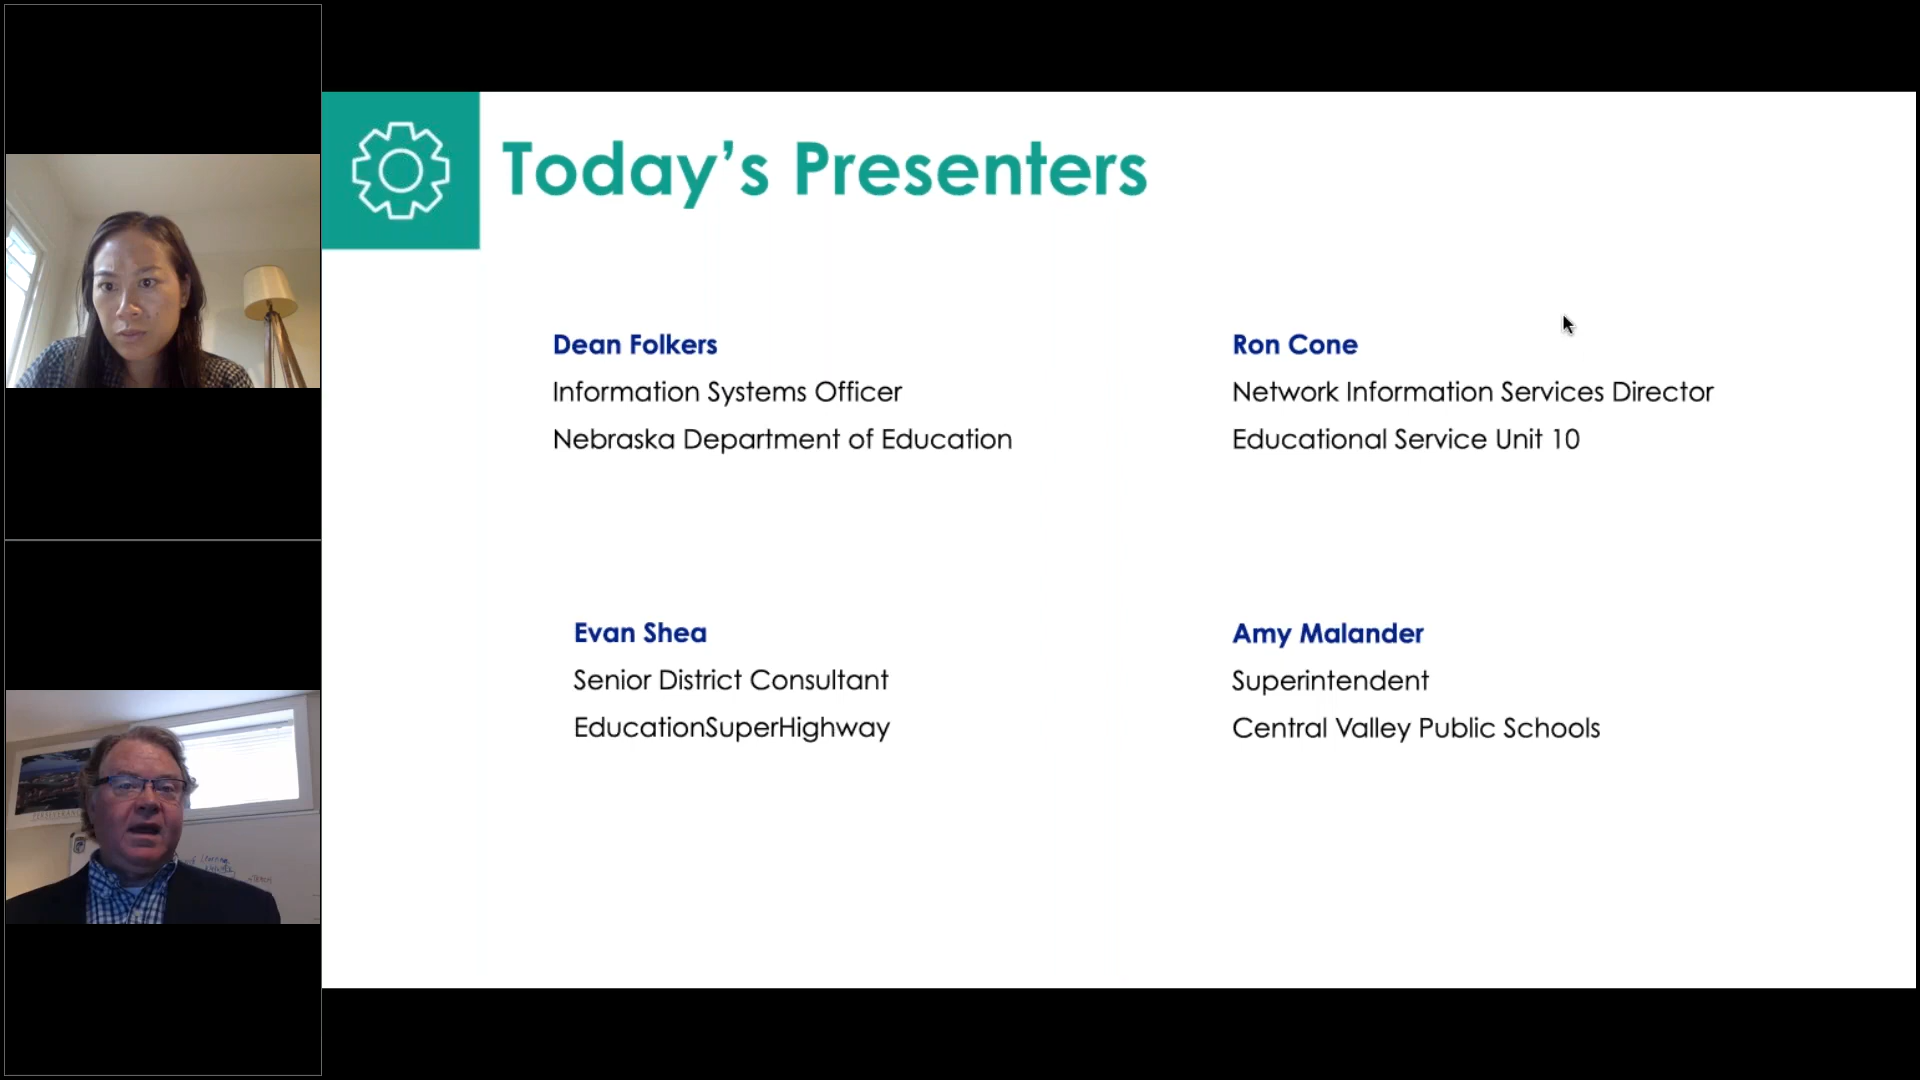 Today's Presenters
Dean Folkers
Information Systems Officer
Nebraska Department of Education
Ron Cone
Network Information Services Director
Educational Service Unit 10
Evan Shea
Senior District Consultant
EducationSuperHighway
Amy Malander
Superintendent
Central Valley Public Schools